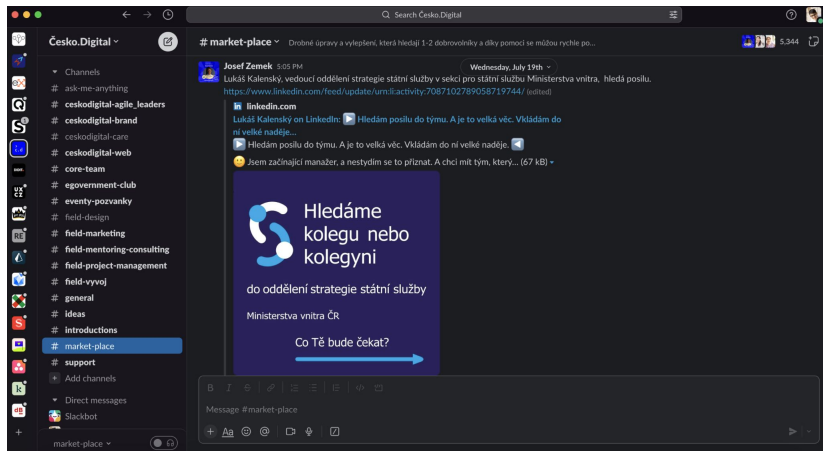 Search Česko.Digital
Česko.Digital
# market-place
Drobné úpravy a vylepšení, která hledají 1-2 dobrovolníky a díky pomoci se můžou rychle po...
5,344
Channels
# ask-me-anything
# ceskodigital-agile_leaders
# ceskodigital-brand
# ceskodigital-care
# ceskodigital-web
# core-team
# egovernment-club
# eventy-pozvanky
# field-design
# field-marketing
# field-mentoring-consulting
# field-project-management
# field-vyvoj
# general
# ideas
# introductions
# market-place
# support
+ Add channels
Direct messages
Slackbot
market-place
Wednesday, July 19th
Josef Zemek 5:05 PM
Lukáš Kalenský, vedoucí oddělení strategie státní služby v sekci pro státní službu Ministerstva vnitra, hledá posilu.
https://www.linkedin.com/feed/update/urn:li:activity:7087102789058719744/ (edited)
linkedin.com
Lukáš Kalenský on LinkedIn: ▶ Hledám posilu do týmu. A je to velká věc. Vkládám do
ní velké naděje...
▶ Hledám posilu do týmu. A je to velká věc. Vkládám do ní velké naděje. ◀
🙂 Jsem začínající manažer, a nestydím se to přiznat. A chci mít tým, který... (67 kB)
Hledáme
kolegu nebo
kolegyni
do oddělení strategie státní služby
Ministerstva vnitra ČR
Co Tě bude čekat?
Message #market-place
Aa